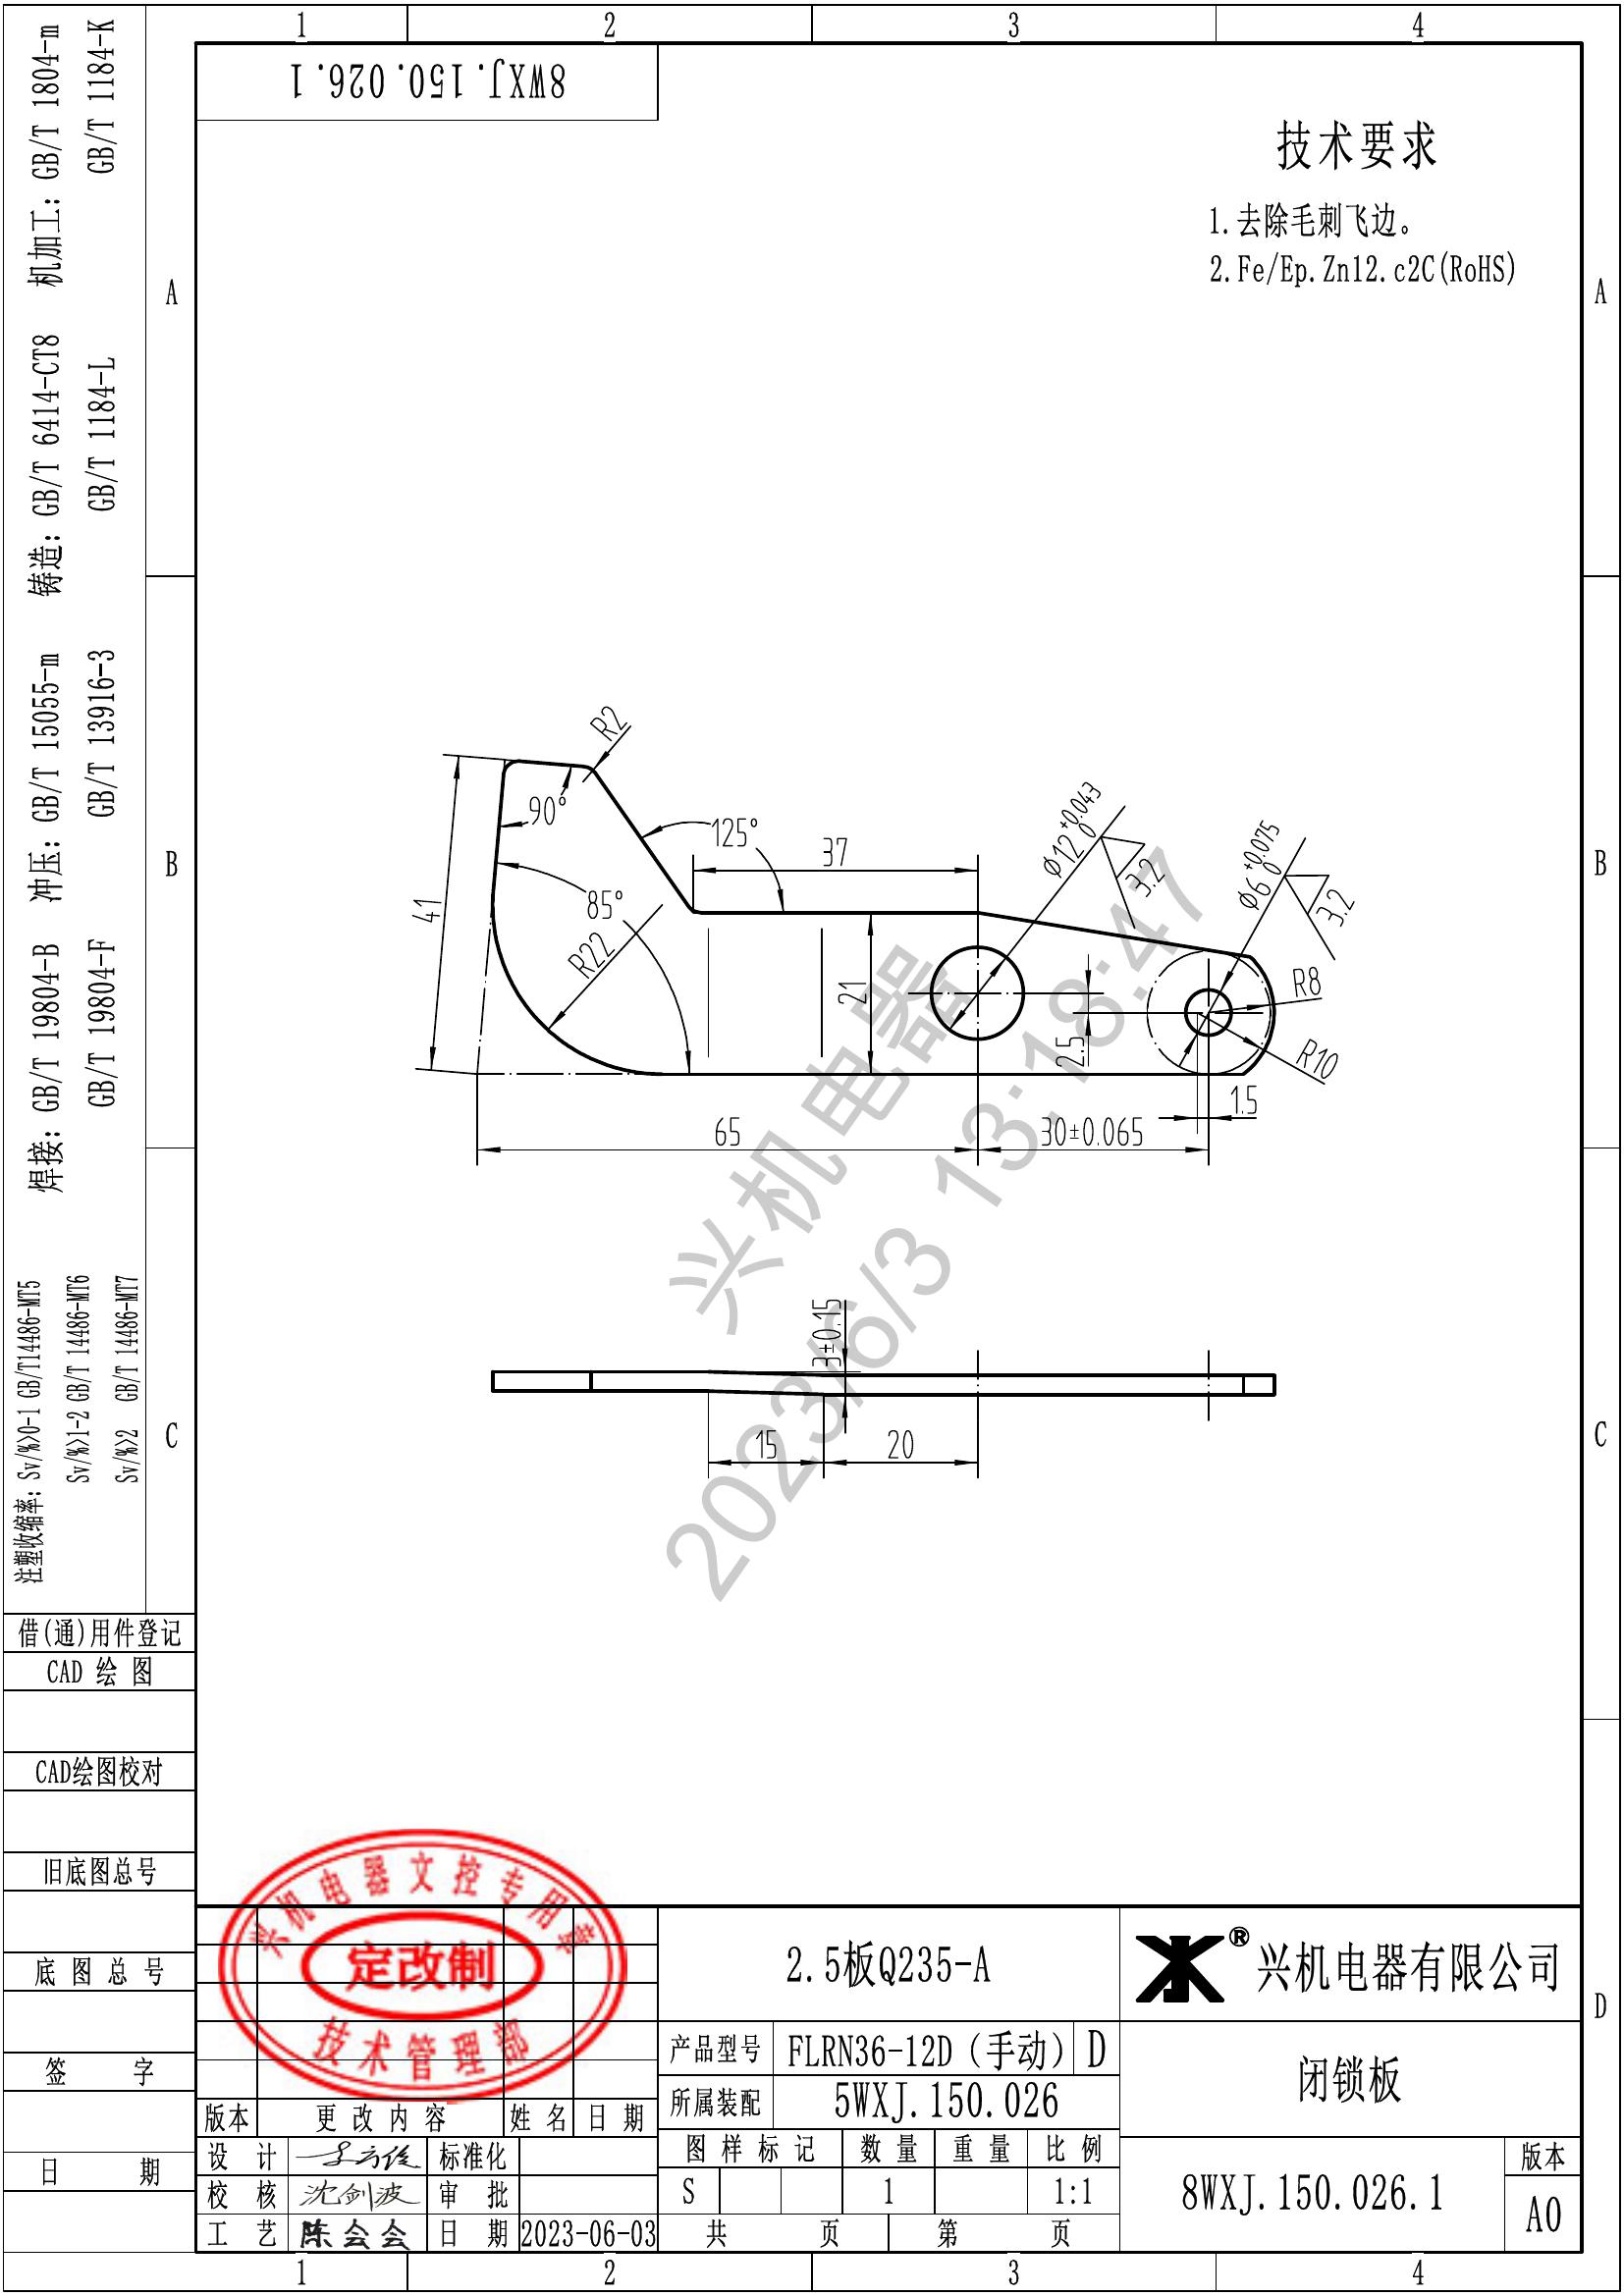 1
2
3
4
8WXJ.150.026.1
技术要求
1.去除毛刺飞边。
2.Fe/Ep.Zn12.c2C(RoHS)
机加工: GB/T 1804-m
GB/T 1184-K
铸造: GB/T 6414-CT8
GB/T 1184-L
冲压: GB/T 15055-m
GB/T 13916-3
焊接: GB/T 19804-B
GB/T 19804-F
注塑收缩率: Sv/%>0-1 GB/T14486-MT5
Sv/%>1-2 GB/T 14486-MT6
Sv/%>2 GB/T 14486-MT7
A
A
B
B
C
C
D
R2
90°
125°
37
Φ12 +0.043 0
3.2
Φ6 +0.075 0
3.2
41
85°
R22
21
2.5
R8
R10
1.5
65
30±0.065
3±0.15
15
20
兴机电器
2023/6/3 13:18:47
借(通)用件登记
CAD 绘 图
CAD绘图校对
旧底图总号
底 图 总 号
签 字
日 期
兴机电器文控专用章
定改制
技术管理部
2.5板Q235-A
® 兴机电器有限公司
产品型号 FLRN36-12D (手动) D
所属装配 5WXJ.150.026
闭锁板
版本 更 改 内 容 姓 名 日 期
图 样 标 记 数 量 重 量 比 例
设 计 标准化
S 1 1:1
校 核 沈剑波 审 批
8WXJ.150.026.1
版本
A0
工 艺 陈会会 日 期 2023-06-03
共 页 第 页
1
2
3
4